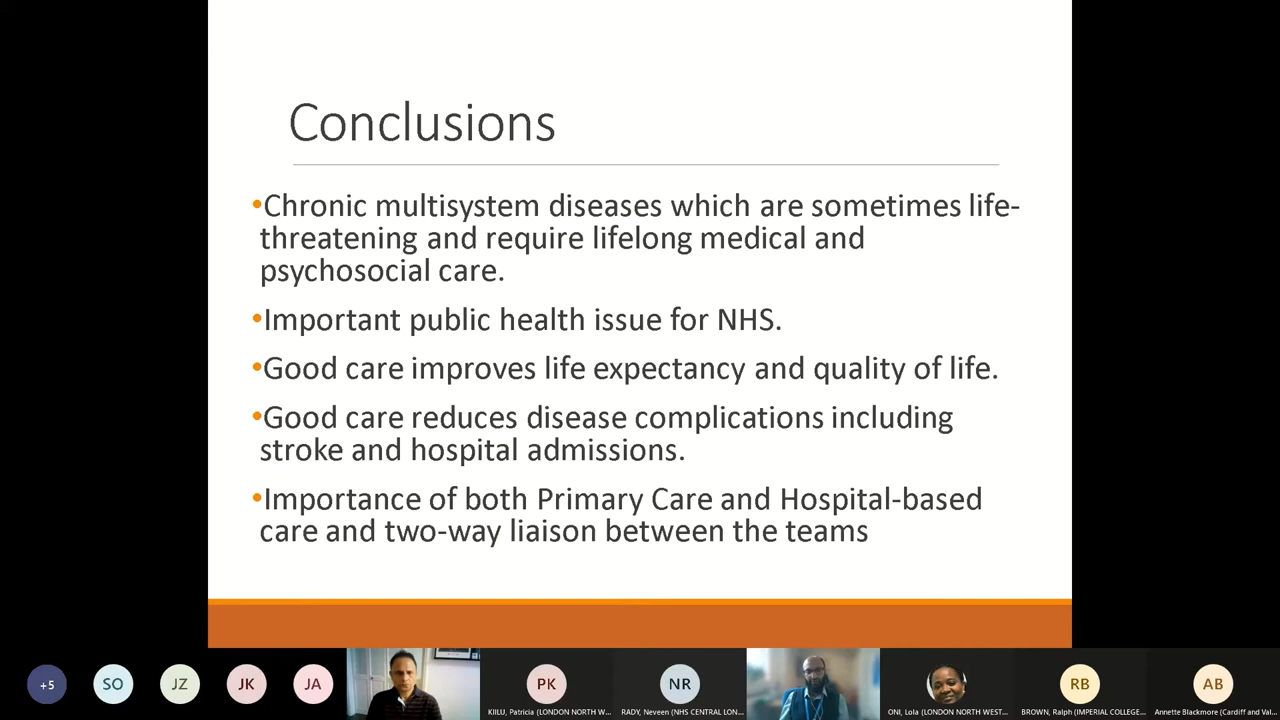 Conclusions
•Chronic multisystem diseases which are sometimes life-
threatening and require lifelong medical and
psychosocial care.
•Important public health issue for NHS.
•Good care improves life expectancy and quality of life.
•Good care reduces disease complications including
stroke and hospital admissions.
•Importance of both Primary Care and Hospital-based
care and two-way liaison between the teams
+5 SO JZ JK JA PK NR RB AB
KIILU, Patricia (LONDON NORTH W... RADY, Neveen (NHS CENTRAL LON... ONI, Lola (LONDON NORTH WEST... BROWN, Ralph (IMPERIAL COLLEGE... Annette Blackmore (Cardiff and Val...